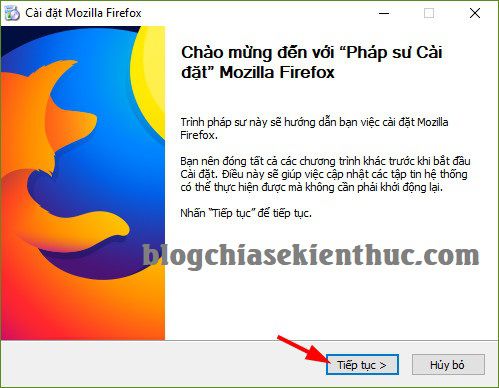 Cài đặt Mozilla Firefox
Chào mừng đến với “Pháp sư Cài
đặt” Mozilla Firefox
Trình pháp sư này sẽ hướng dẫn bạn việc cài đặt Mozilla
Firefox.
Bạn nên đóng tất cả các chương trình khác trước khi bắt đầu
Cài đặt. Điều này sẽ giúp việc cập nhật các tập tin hệ thống
có thể thực hiện được mà không cần phải khởi động lại.
Nhấn “Tiếp tục” để tiếp tục.
blogchiasekienthuc.com
Tiếp tục >
Hủy bỏ